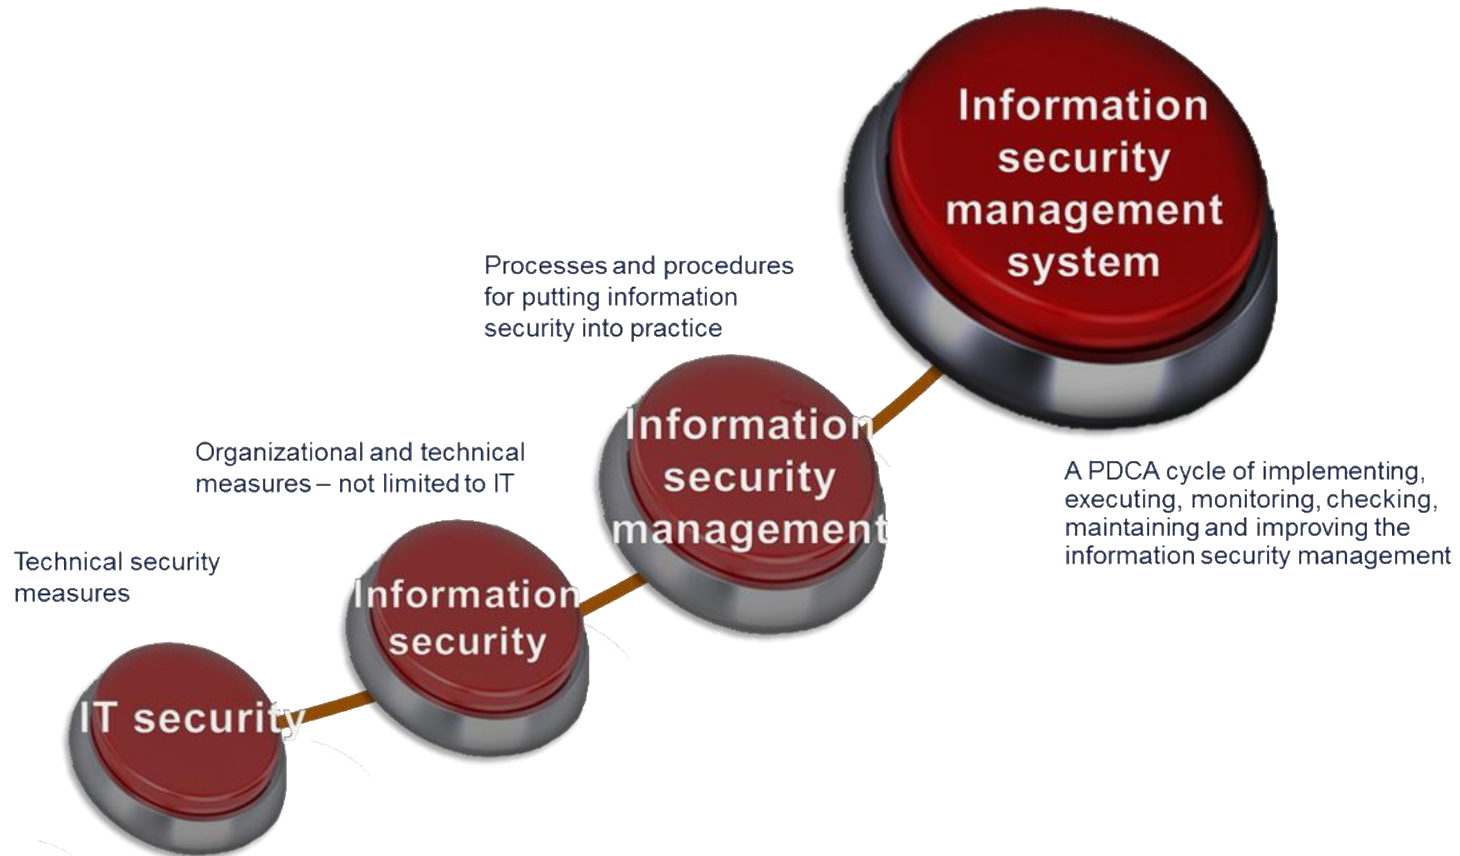 Information
security
management
system
Processes and procedures
for putting information
security into practice
Information
security
management
A PDCA cycle of implementing,
executing, monitoring, checking,
maintaining and improving the
information security management
Organizational and technical
measures – not limited to IT
Information
security
Technical security
measures
IT security